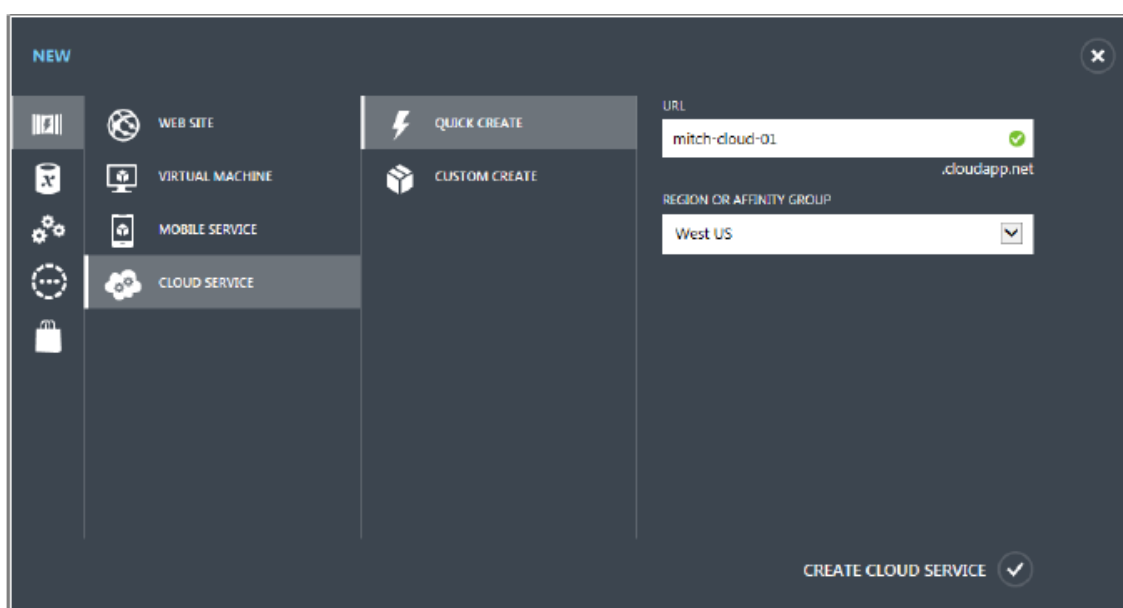 NEW
WEB SITE
VIRTUAL MACHINE
MOBILE SERVICE
CLOUD SERVICE
QUICK CREATE
CUSTOM CREATE
URL
mitch-cloud-01
.cloudapp.net
REGION OR AFFINITY GROUP
West US
CREATE CLOUD SERVICE